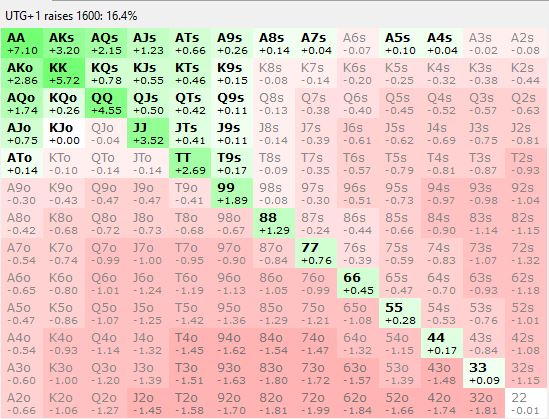 UTG+1 raises 1600: 16.4%
AA AKs AQs AJs ATs A9s A8s A7s A6s A5s A4s A3s A2s
+7.10 +3.20 +2.15 +1.23 +0.66 +0.26 +0.14 +0.04 -0.07 +0.10 +0.04 -0.02 -0.08
AKo KK KQs KJs KTs K9s K8s K7s K6s K5s K4s K3s K2s
+2.86 +5.72 +0.78 +0.55 +0.46 +0.15 -0.07 -0.14 -0.20 -0.25 -0.32 -0.38 -0.44
AQo KQo QQ QJs QTs Q9s Q8s Q7s Q6s Q5s Q4s Q3s Q2s
+1.74 +0.26 +4.55 +0.50 +0.42 +0.11 -0.13 -0.38 -0.40 -0.45 -0.52 -0.57 -0.63
AJo KJo QJo JJ JTs J9s J8s J7s J6s J5s J4s J3s J2s
+0.75 +0.00 -0.04 +3.52 +0.41 +0.11 -0.14 -0.39 -0.61 -0.62 -0.69 -0.75 -0.81
ATo KTo QTo JTo TT T9s T8s T7s T6s T5s T4s T3s T2s
+0.14 -0.10 -0.14 -0.14 +2.69 +0.17 -0.09 -0.35 -0.57 -0.79 -0.81 -0.87 -0.93
A9o K9o Q9o J9o T9o 99 98s 97s 96s 95s 94s 93s 92s
-0.30 -0.43 -0.47 -0.47 -0.41 +1.89 -0.08 -0.30 -0.51 -0.73 -0.97 -0.98 -1.04
A8o K8o Q8o J8o T8o 98o 88 87s 86s 85s 84s 83s 82s
-0.42 -0.68 -0.72 -0.73 -0.68 -0.67 +1.29 -0.24 -0.44 -0.66 -0.90 -1.14 -1.15
A7o K7o Q7o J7o T7o 97o 87o 77 76s 75s 74s 73s 72s
-0.54 -0.74 -0.99 -1.00 -0.95 -0.90 -0.84 +0.76 -0.39 -0.59 -0.83 -1.07 -1.32
A6o K6o Q6o J6o T6o 96o 86o 76o 66 65s 64s 63s 62s
-0.65 -0.80 -1.01 -1.24 -1.19 -1.13 -1.05 -0.99 +0.45 -0.47 -0.70 -0.93 -1.18
A5o K5o Q5o J5o T5o 95o 85o 75o 65o 55 54s 53s 52s
-0.47 -0.86 -1.07 -1.25 -1.42 -1.36 -1.29 -1.21 -1.08 +0.28 -0.53 -0.76 -1.01
A4o K4o Q4o J4o T4o 94o 84o 74o 64o 54o 44 43s 42s
-0.54 -0.93 -1.14 -1.32 -1.45 -1.62 -1.54 -1.47 -1.32 -1.15 +0.17 -0.84 -1.08
A3o K3o Q3o J3o T3o 93o 83o 73o 63o 53o 43o 33 32s
-0.60 -1.00 -1.20 -1.39 -1.51 -1.63 -1.80 -1.72 -1.57 -1.39 -1.48 +0.09 -1.15
A2o K2o Q2o J2o T2o 92o 82o 72o 62o 52o 42o 32o 22
-0.60 -1.06 -1.27 -1.45 -1.58 -1.70 -1.81 -1.99 -1.84 -1.66 -1.74 -1.81 -0.01